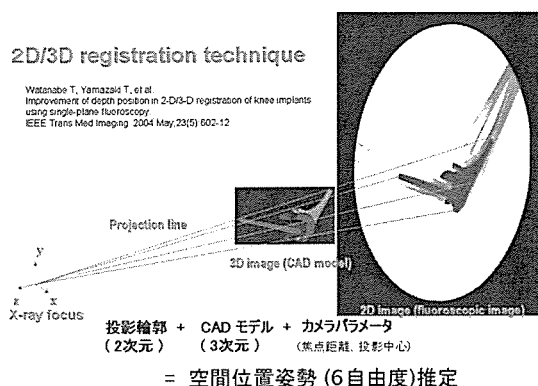 2D/3D registration technique
Watanabe T, Yamazaki T, et al.
Improvement of depth position in 2-D/3-D registration of knee implants
using single-plane fluoroscopy.
IEEE Trans Med Imaging. 2004 May;23(5) 602-12
Projection line
3D image (CAD model)
y
z x
X-ray focus
2D image (fluoroscopic image)
投影輪郭 + CAD モデル + カメラパラメータ
(2次元) (3次元) (焦点距離、投影中心)
= 空間位置姿勢 (6自由度)推定